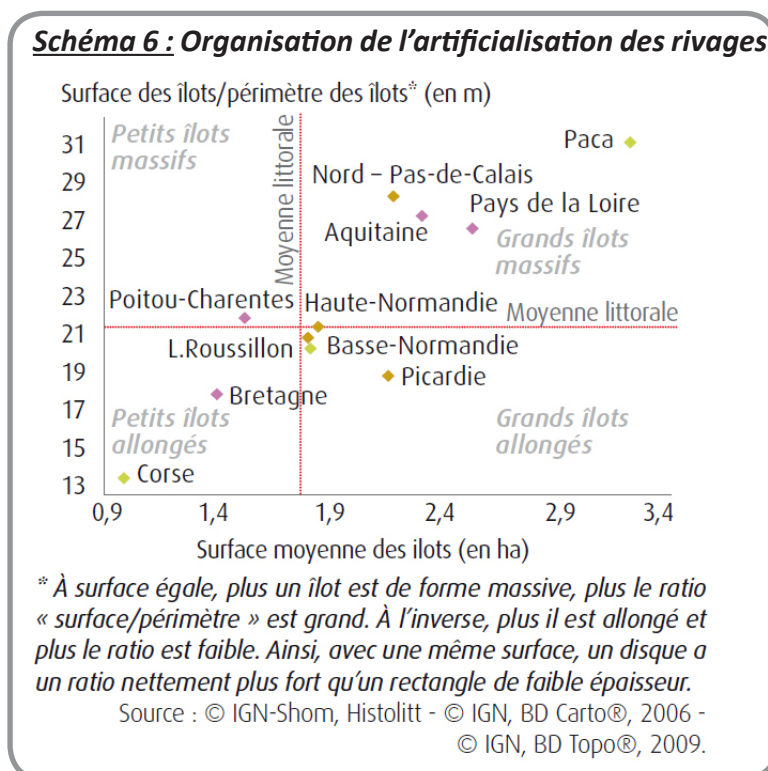 Schéma 6 : Organisation de l’artificialisation des rivages
Surface des îlots/périmètre des îlots* (en m)
31
29
27
25
23
21
19
17
15
13
Petits îlots
massifs
Moyenne littorale
Paca
Nord – Pas-de-Calais
Pays de la Loire
Aquitaine
Grands îlots
massifs
Poitou-Charentes
Haute-Normandie
Moyenne littorale
L.Roussillon
Basse-Normandie
Picardie
Bretagne
Petits îlots
allongés
Grands îlots
allongés
Corse
0,9 1,4 1,9 2,4 2,9 3,4
Surface moyenne des ilots (en ha)
* À surface égale, plus un îlot est de forme massive, plus le ratio
« surface/périmètre » est grand. À l’inverse, plus il est allongé et
plus le ratio est faible. Ainsi, avec une même surface, un disque a
un ratio nettement plus fort qu’un rectangle de faible épaisseur.
Source : © IGN-Shom, Histolitt - © IGN, BD Carto®, 2006 -
© IGN, BD Topo®, 2009.